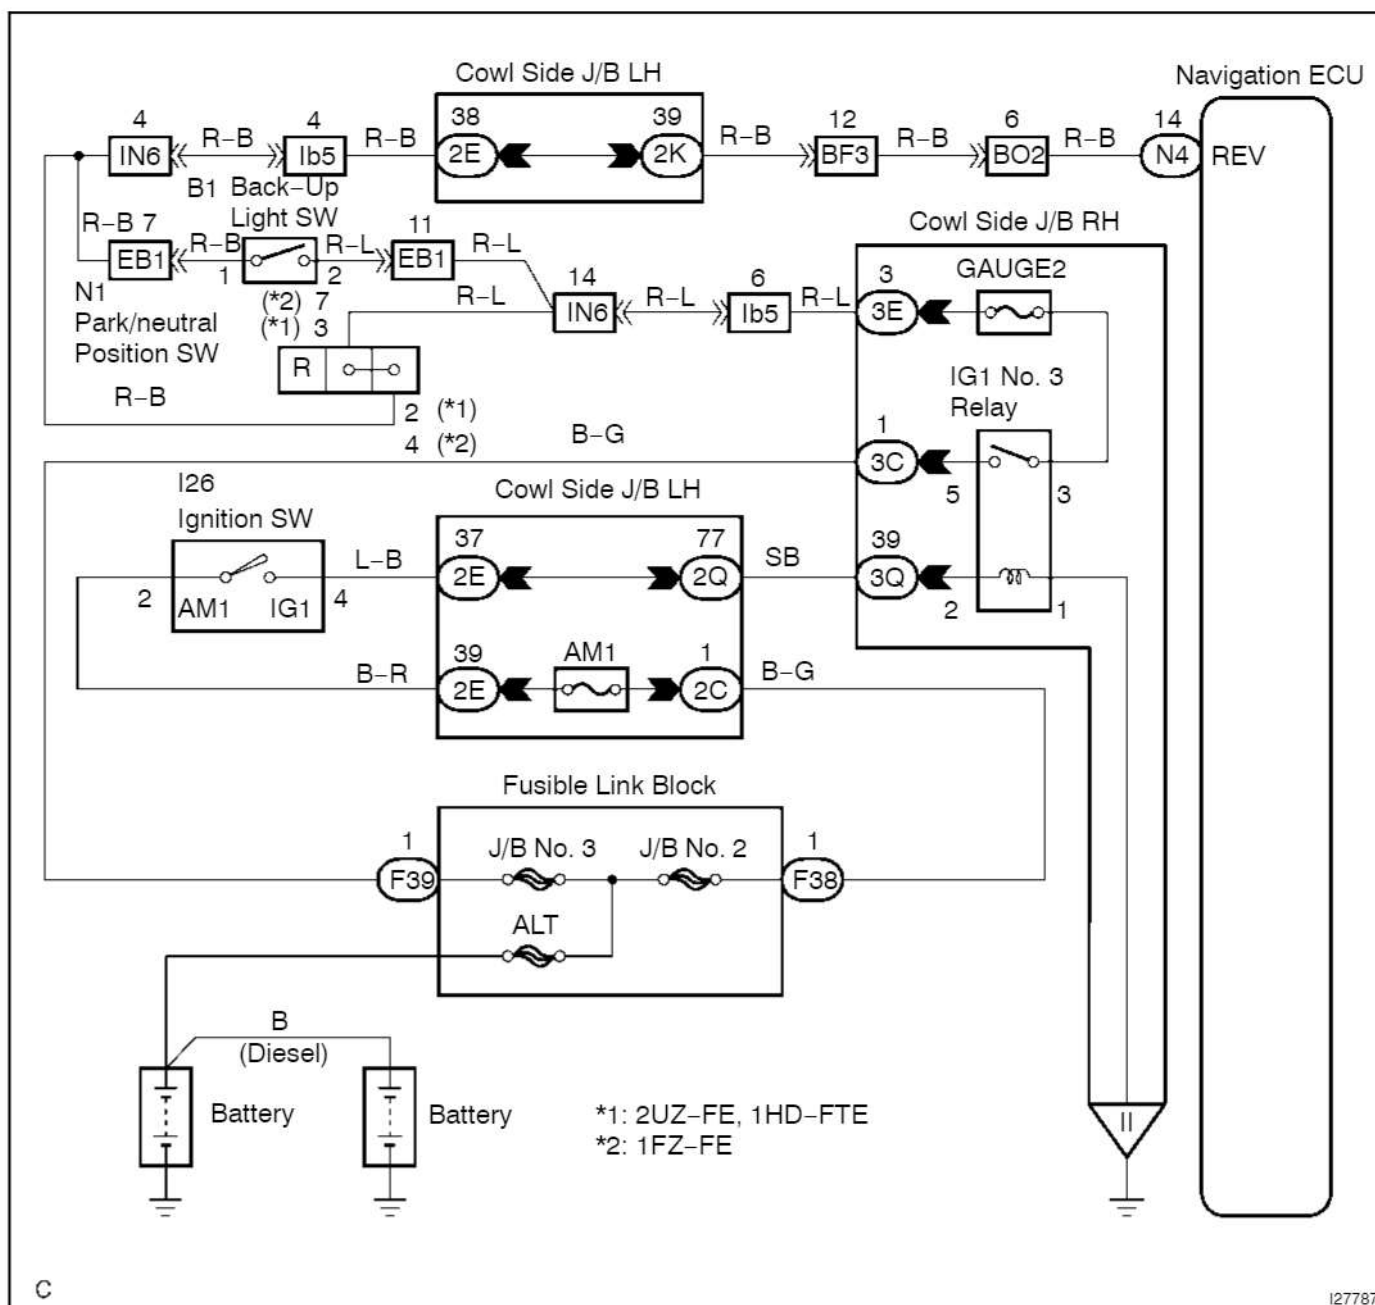 Cowl Side J/B LH
Navigation ECU
4
R–B
4
R–B
38
39
R–B
12
R–B
6
R–B
14
IN6
Ib5
2E
2K
BF3
BO2
N4
REV
B1 Back–Up
Light SW
R–B 7
EB1
R–B
1
2
R–L
11
EB1
R–L
Cowl Side J/B RH
GAUGE2
N1
Park/neutral
Position SW
(*2) 7
(*1) 3
R–L
14
IN6
R–L
6
Ib5
R–L
3
3E
R
R–B
2 (*1)
4 (*2)
B–G
IG1 No. 3
Relay
1
3C
5
3
I26
Ignition SW
Cowl Side J/B LH
2
AM1
IG1
4
L–B
37
2E
77
2Q
SB
39
3Q
2
1
B–R
39
2E
AM1
1
2C
B–G
Fusible Link Block
1
F39
J/B No. 3
J/B No. 2
1
F38
ALT
B
(Diesel)
Battery
Battery
*1: 2UZ–FE, 1HD–FTE
*2: 1FZ–FE
II
C
I27787